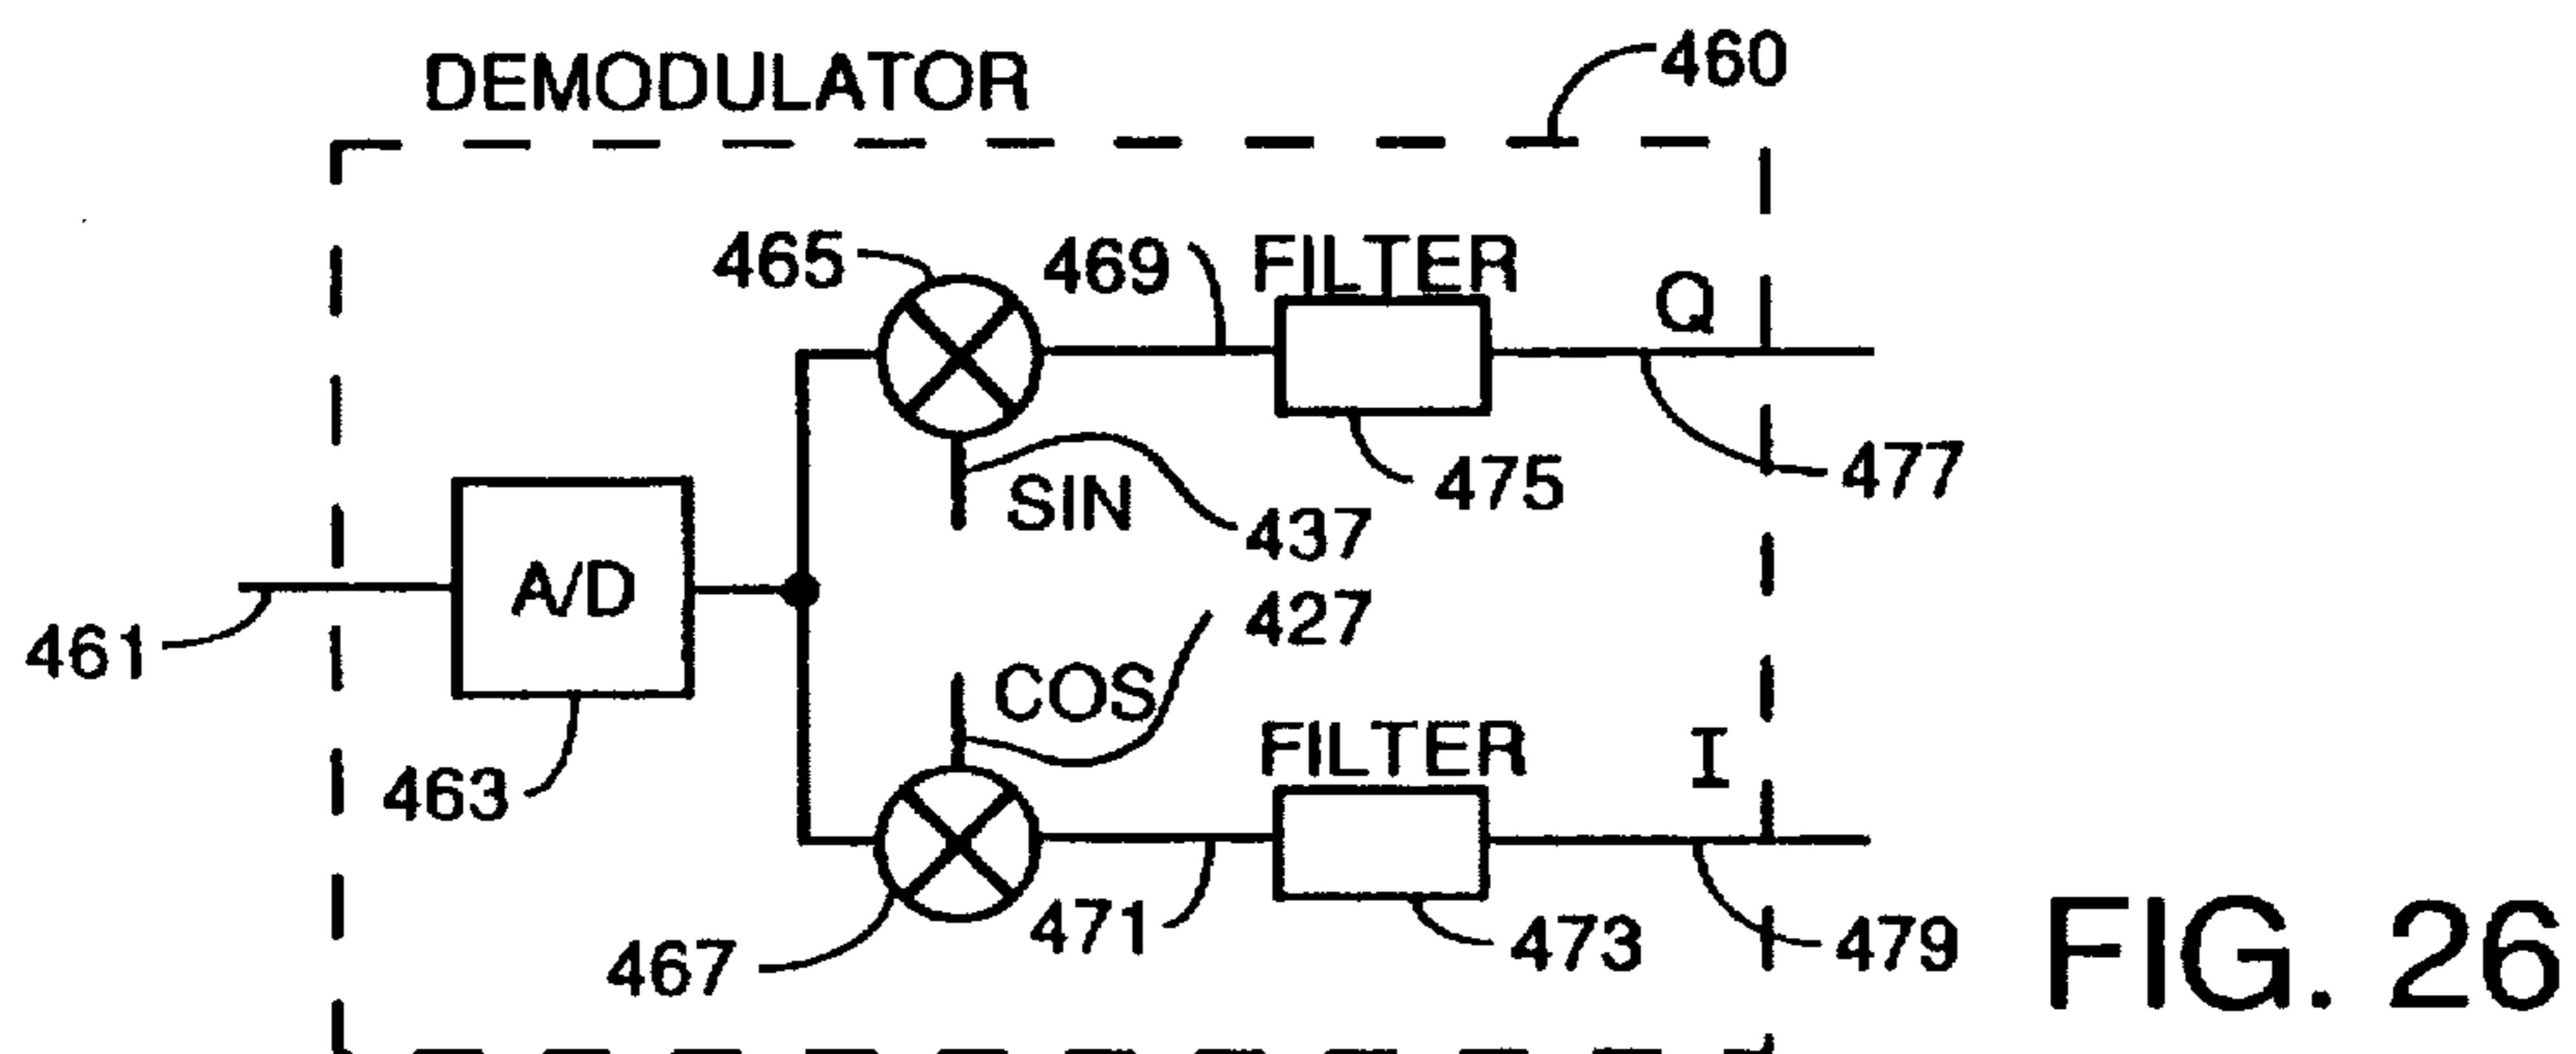 DEMODULATOR
460
465
469
FILTER
Q
SIN
437
475
477
461
A/D
463
427
COS
FILTER
I
467
471
473
479
FIG. 26